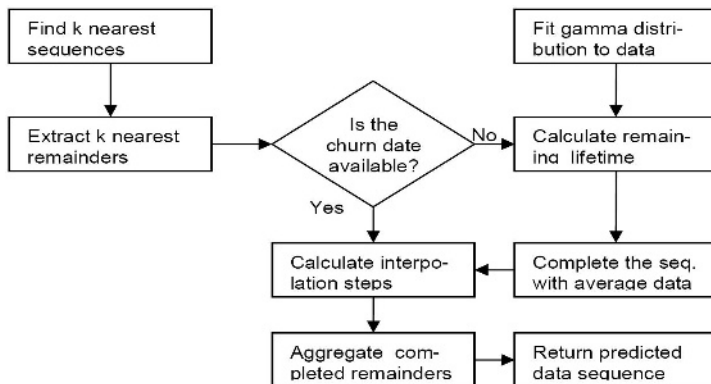 Find k nearest
sequences
Extract k nearest
remainders
Is the
churn date
available?
No
Yes
Fit gamma distri-
bution to data
Calculate remain-
ing lifetime
Complete the seq.
with average data
Calculate interpo-
lation steps
Aggregate com-
pleted remainders
Return predicted
data sequence